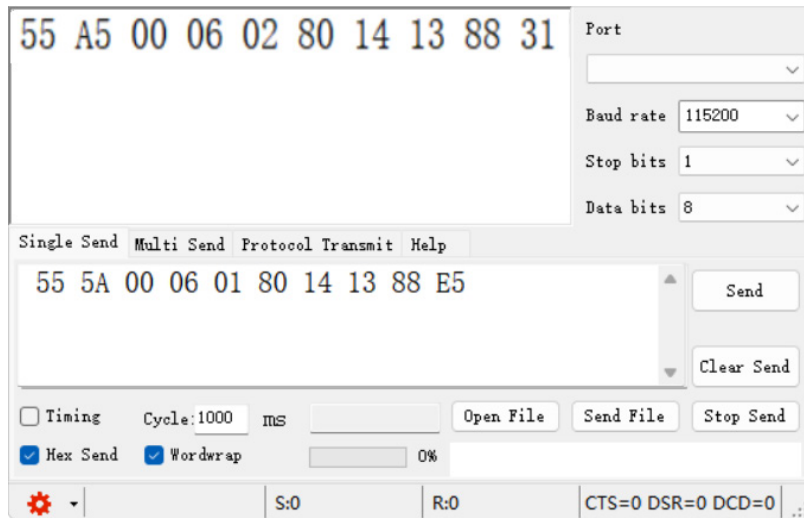 55 A5 00 06 02 80 14 13 88 31
Port
Baud rate 115200
Stop bits 1
Data bits 8
Single Send Multi Send Protocol Transmit Help
55 5A 00 06 01 80 14 13 88 E5
Send
Clear Send
Timing Cycle:1000 ms Open File Send File Stop Send
Hex Send Wordwrap 0%
S:0 R:0 CTS=0 DSR=0 DCD=0